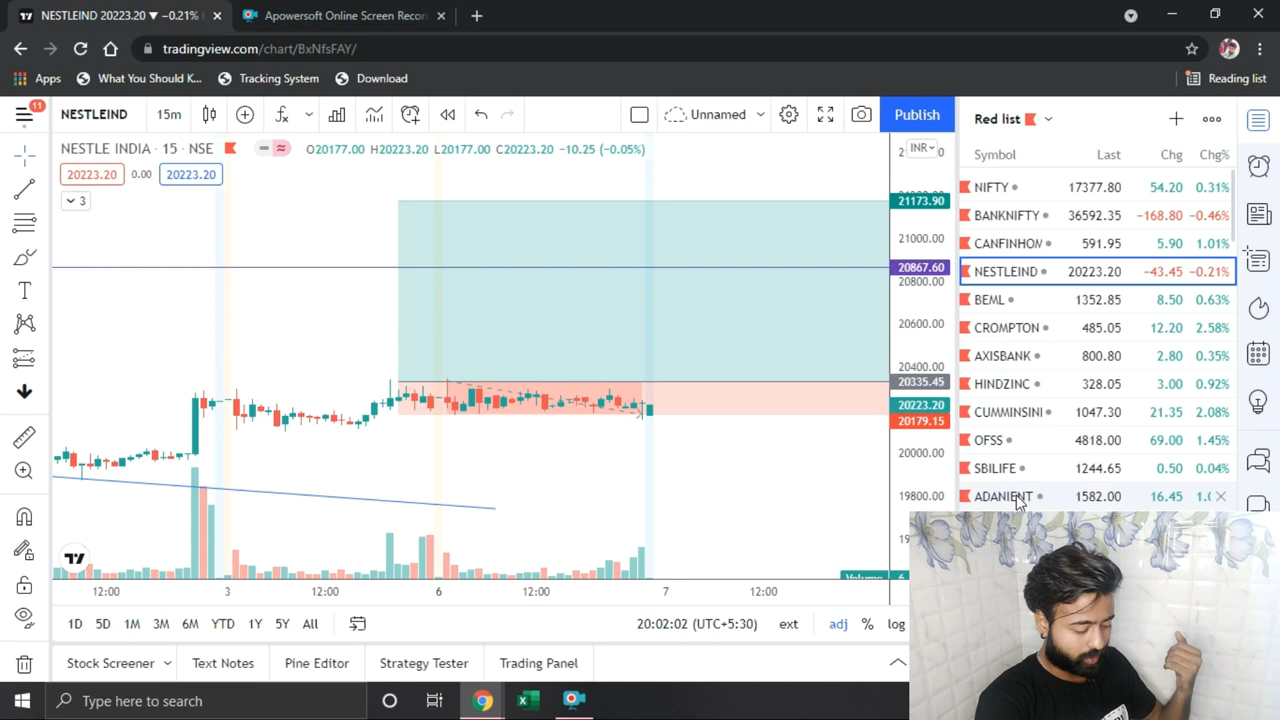 NESTLEIND 20223.20 ▼ −0.21%
Apowersoft Online Screen Recor
tradingview.com/chart/BxNfsFAY/
Apps
What You Should K...
Tracking System
Download
Reading list
11
NESTLEIND
15m
Unnamed
Publish
Red list
NESTLE INDIA · 15 · NSE
O20177.00 H20223.20 L20177.00 C20223.20 −10.25 (−0.05%)
INR
20223.20
0.00
20223.20
3
Symbol Last Chg Chg%
NIFTY 17377.80 54.20 0.31%
BANKNIFTY 36592.35 −168.80 −0.46%
CANFINHOM 591.95 5.90 1.01%
NESTLEIND 20223.20 −43.45 −0.21%
BEML 1352.85 8.50 0.63%
CROMPTON 485.05 12.20 2.58%
AXISBANK 800.80 2.80 0.35%
HINDZINC 328.05 3.00 0.92%
CUMMINSINI 1047.30 21.35 2.08%
OFSS 4818.00 69.00 1.45%
SBILIFE 1244.65 0.50 0.04%
ADANIENT 1582.00 16.45
21173.90
21000.00
20867.60
20800.00
20600.00
20400.00
20335.45
20223.20
20179.15
20000.00
19800.00
Volume
12:00 3 12:00 6 12:00 7 12:00
1D 5D 1M 3M 6M YTD 1Y 5Y All
20:02:02 (UTC+5:30) ext adj % log
Stock Screener Text Notes Pine Editor Strategy Tester Trading Panel
Type here to search